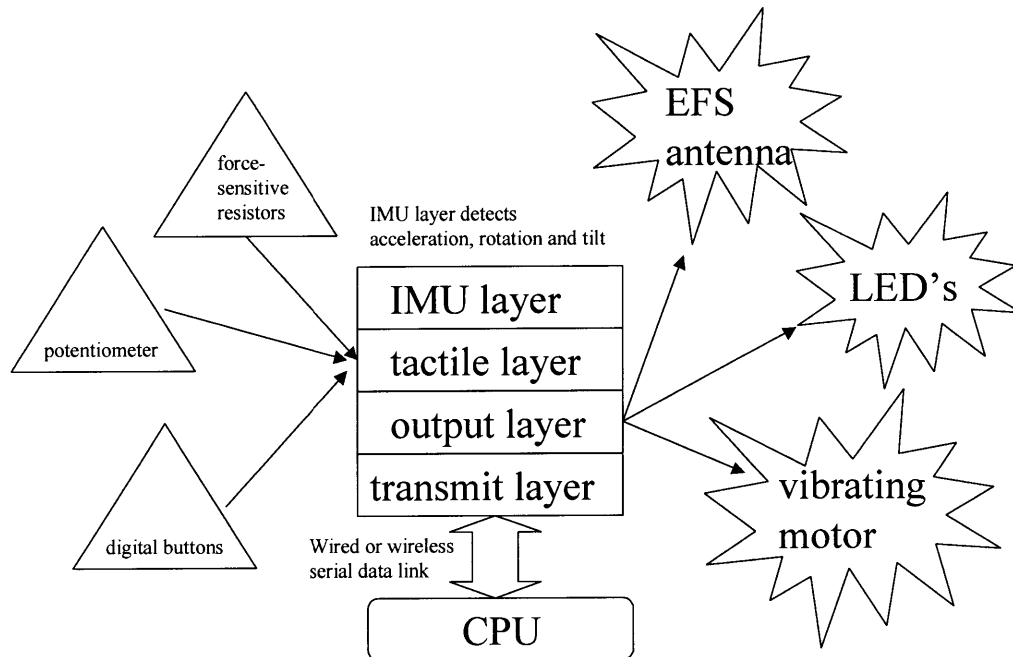 EFS
antenna
force-
sensitive
resistors
IMU layer detects
acceleration, rotation and tilt
IMU layer
LED's
potentiometer
tactile layer
output layer
transmit layer
vibrating
motor
digital buttons
Wired or wireless
serial data link
CPU